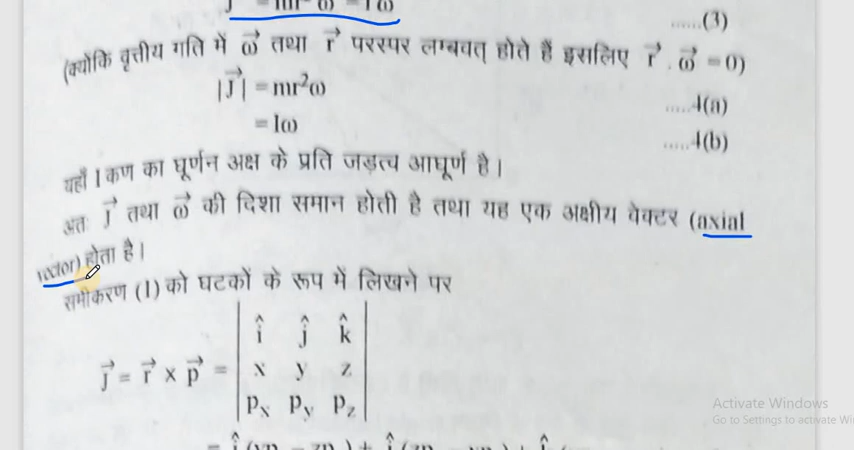 J⃗ = mr² ω⃗ = I ω⃗
......(3)
(क्योंकि वृत्तीय गति में ω⃗ तथा r⃗ परस्पर लम्बवत् होते हैं इसलिए r⃗ . ω⃗ = 0)
|J⃗| = mr²ω
.....4(a)
= Iω
.....4(b)
यहाँ I कण का घूर्णन अक्ष के प्रति जड़त्व आघूर्ण है।
अतः J⃗ तथा ω⃗ की दिशा समान होती है तथा यह एक अक्षीय वेक्टर (axial
vector) होता है।
समीकरण (1) को घटकों के रूप में लिखने पर
J⃗ = r⃗ × p⃗ = | î ĵ k̂ |
| x y z |
| pₓ p_y p_z |
Activate Windows
Go to Settings to activate Wi